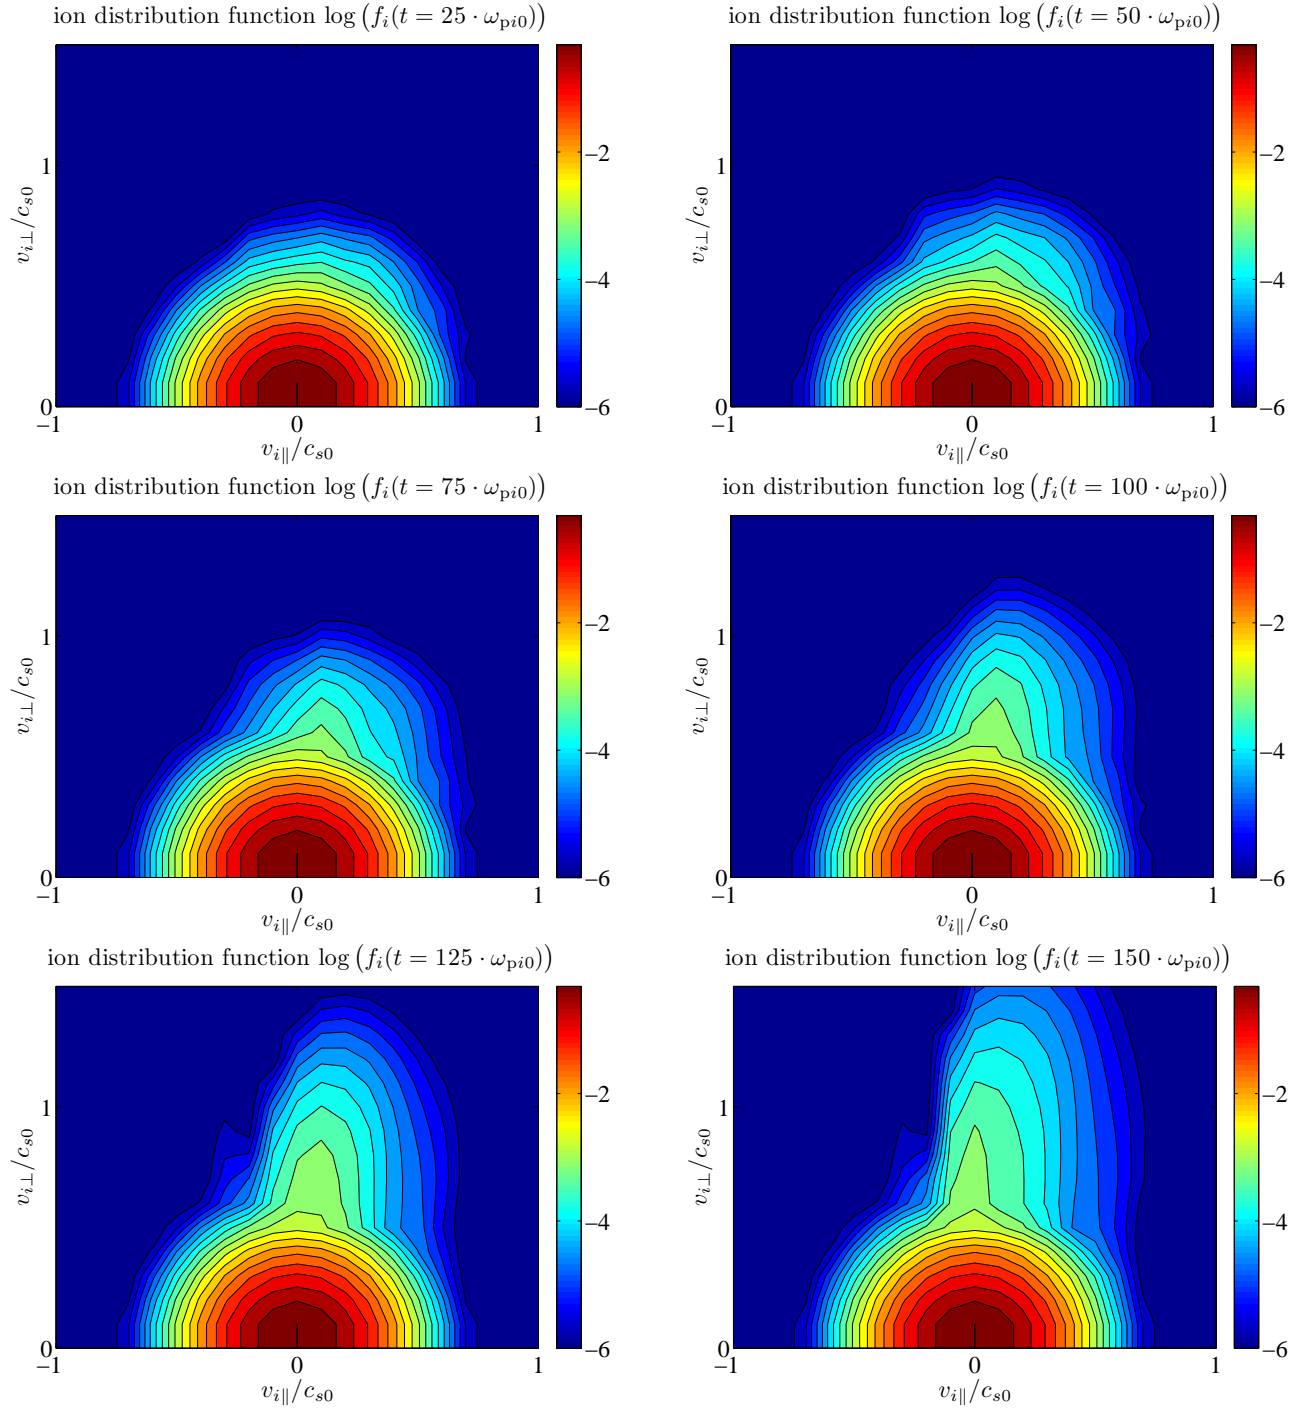 ion distribution function log (f_i(t = 25 · ω_pi0)) ion distribution function log (f_i(t = 50 · ω_pi0))
1 −2 1 −2
v_i⊥/c_s0 v_i⊥/c_s0
−4 −4
0 −6 0 −6
−1 0 1 −1 0 1
v_i∥/c_s0 v_i∥/c_s0
ion distribution function log (f_i(t = 75 · ω_pi0)) ion distribution function log (f_i(t = 100 · ω_pi0))
1 −2 1 −2
v_i⊥/c_s0 v_i⊥/c_s0
−4 −4
0 −6 0 −6
−1 0 1 −1 0 1
v_i∥/c_s0 v_i∥/c_s0
ion distribution function log (f_i(t = 125 · ω_pi0)) ion distribution function log (f_i(t = 150 · ω_pi0))
1 −2 1 −2
v_i⊥/c_s0 v_i⊥/c_s0
−4 −4
0 −6 0 −6
−1 0 1 −1 0 1
v_i∥/c_s0 v_i∥/c_s0